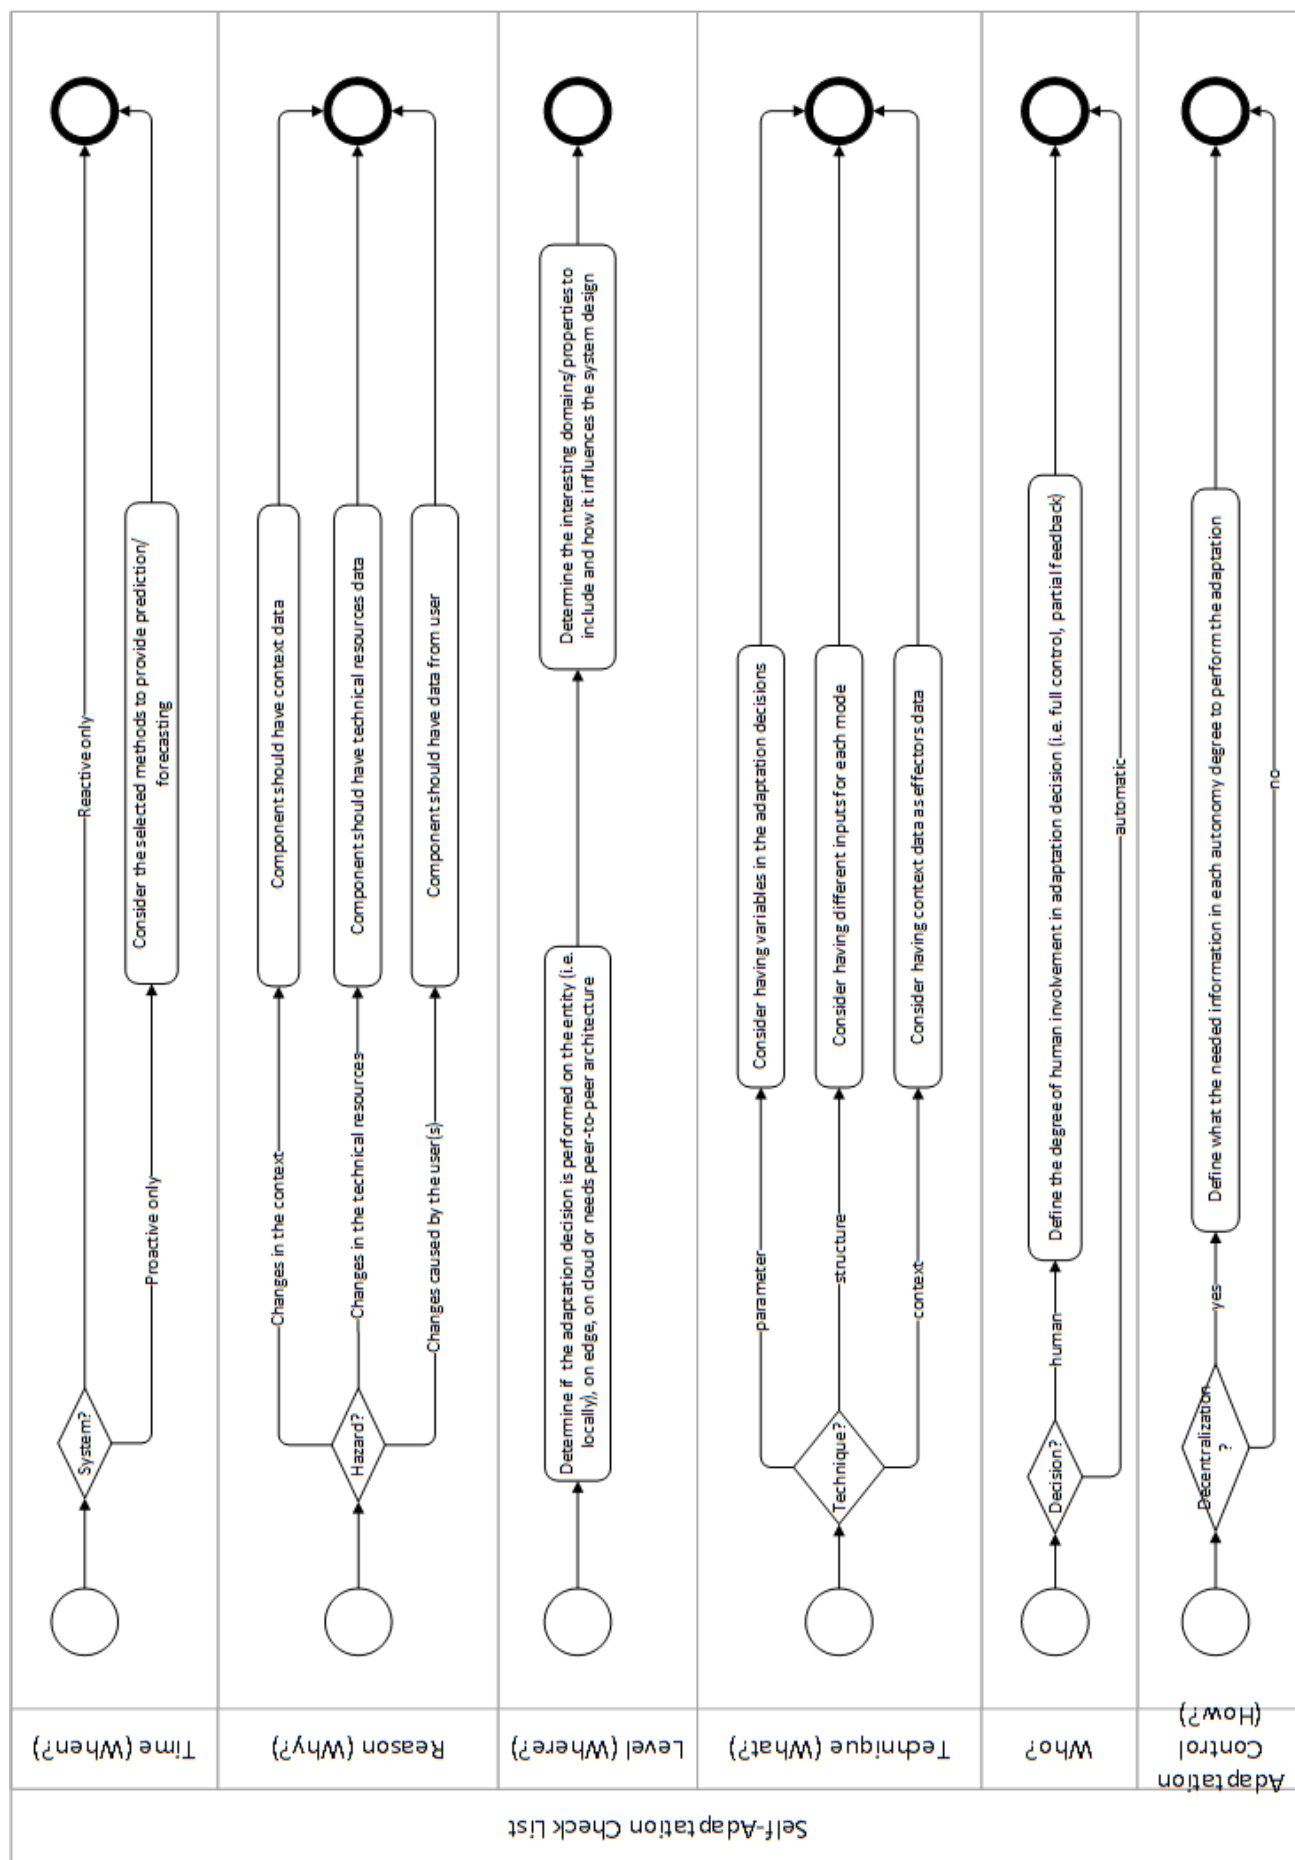 Self-Adaptation Check List
Time (When?)
System?
Reactive only
Proactive only
Consider the selected methods to provide prediction/
forecasting
Reason (Why?)
Hazard?
Changes in the context
Component should have context data
Changes in the technical resources
Component should have technical resources data
Changes caused by the user(s)
Component should have data from user
Level (Where?)
Determine if the adaptation decision is performed on the entity (i.e.
locally), on edge, on cloud or needs peer-to-peer architecture
Determine the interesting domains/properties to
include and how it influences the system design
Technique (What?)
Technique?
parameter
Consider having variables in the adaptation decisions
structure
Consider having different inputs for each mode
context
Consider having context data as effectors data
Who?
Decision?
human
Define the degree of human involvement in adaptation decision (i.e. full control, partial feedback)
automatic
Adaptation
Control
(How?)
Decentralization
?
yes
Define what the needed information in each autonomy degree to perform the adaptation
no